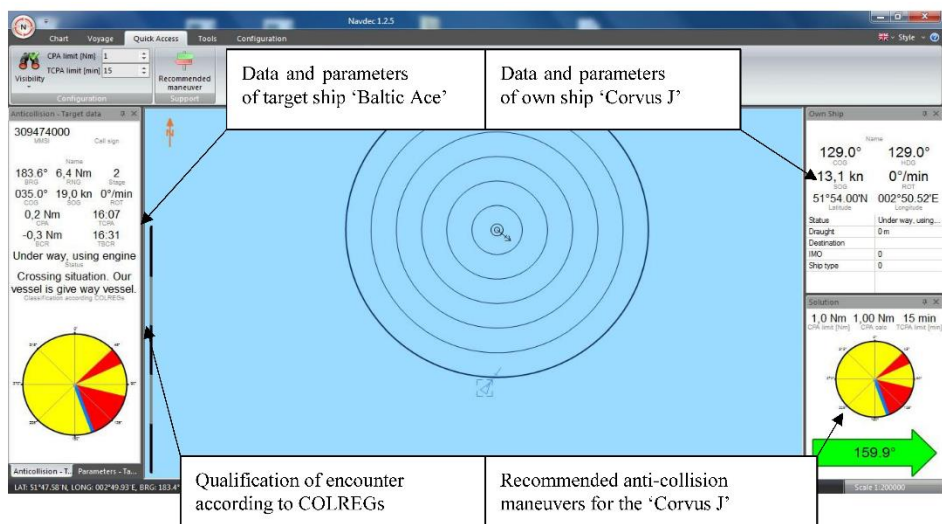 Navdec 1.2.5
N
Chart Voyage Quick Access Tools Configuration
Style
CPA limit [Nm] 1
TCPA limit [min] 15
Visibility
Recommended
maneuver
Configuration
Support
Data and parameters
of target ship ‘Baltic Ace’
Data and parameters
of own ship ‘Corvus J’
Anticollision - Target data
309474000
MMSI Call sign
Name
183.6° 6,4 Nm 2
BRG RNG Stage
035.0° 19,0 kn 0°/min
COG SOG ROT
0,2 Nm 16:07
CPA TCPA
-0,3 Nm 16:31
BCR TBCR
Under way, using engine
Status
Crossing situation. Our
vessel is give way vessel.
Classification according COLREGs
Anticollision - T... Parameters - Ta...
N
Own Ship
Name
129.0° 129.0°
COG HDG
13,1 kn 0°/min
SOG ROT
51°54.00'N 002°50.52'E
Latitude Longitude
Status Under way, using...
Draught 0 m
Destination
IMO 0
Ship type 0
Solution
1,0 Nm 1,00 Nm 15 min
CPA limit [Nm] CPA calc TCPA limit [min]
159.9°
Qualification of encounter
according to COLREGs
Recommended anti-collision
maneuvers for the ‘Corvus J’
LAT: 51°47.58'N, LONG: 002°49.93'E, BRG: 183.4°
Scale 1:200000